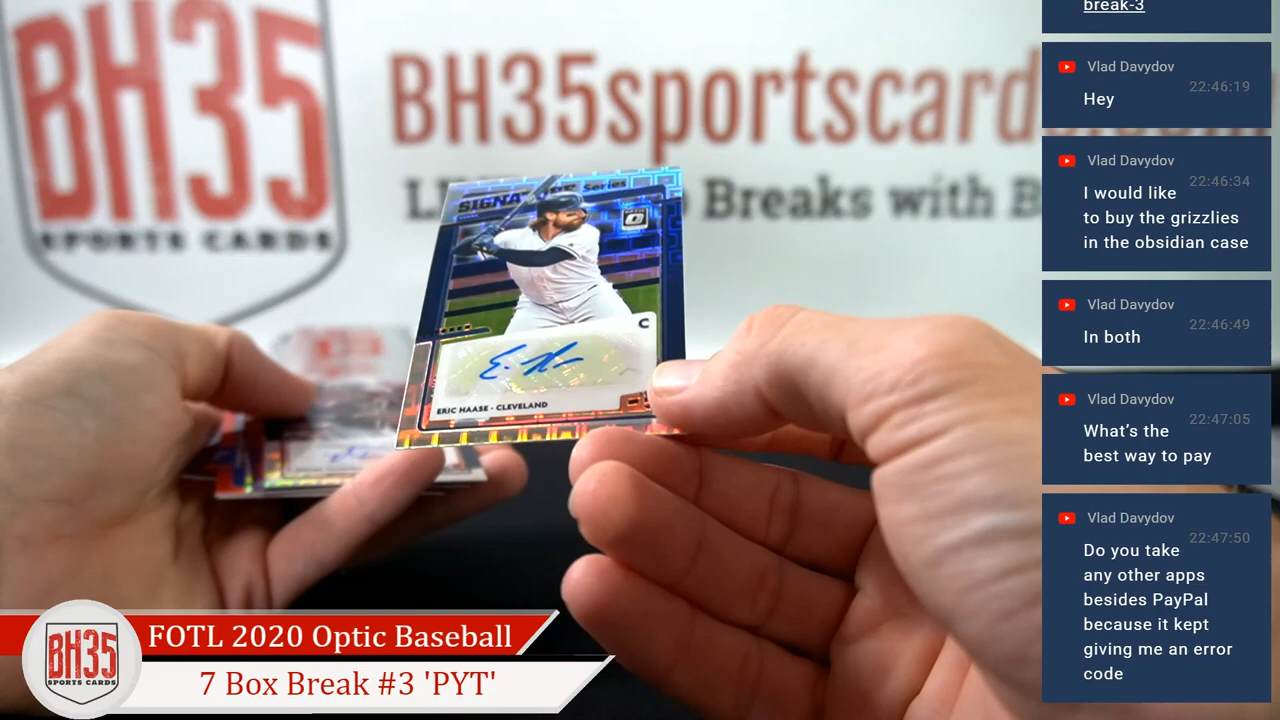 BH35
SPORTS CARDS
BH35sportscard
Breaks with B
Series
ERIC HAASE - CLEVELAND
break-3
Vlad Davydov
22:46:19
Hey
Vlad Davydov
22:46:34
I would like
to buy the grizzlies
in the obsidian case
Vlad Davydov
22:46:49
In both
Vlad Davydov
22:47:05
What's the
best way to pay
Vlad Davydov
22:47:50
Do you take
any other apps
besides PayPal
because it kept
giving me an error
code
BH35
SPORTS CARDS
FOTL 2020 Optic Baseball
7 Box Break #3 'PYT'